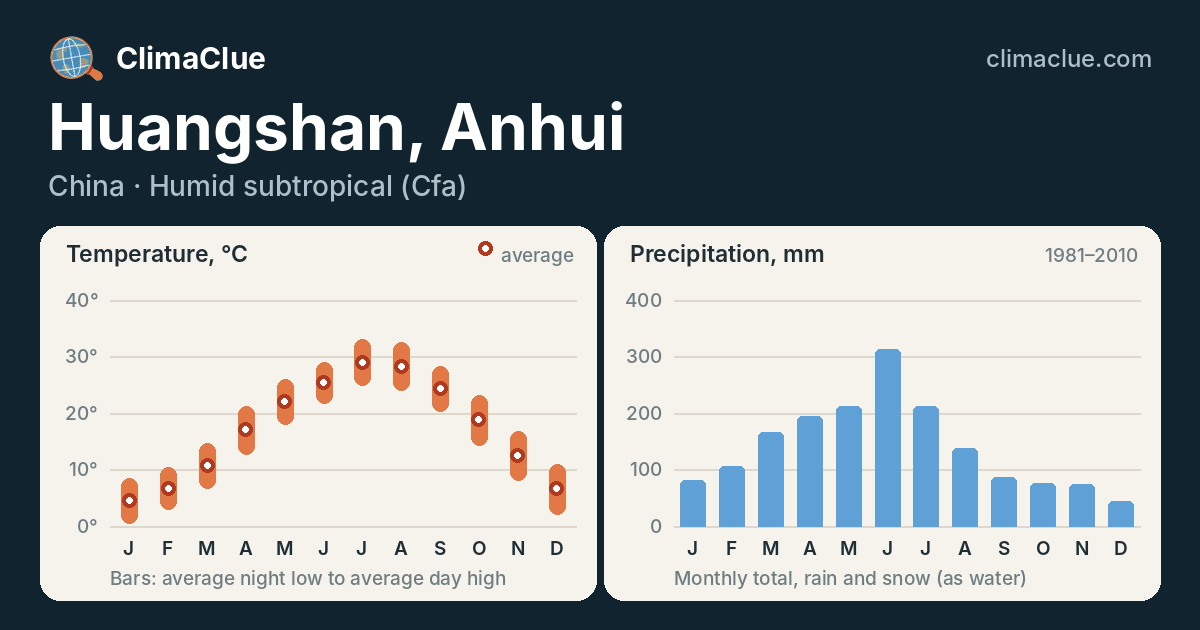 ClimaClue
climaclue.com
Huangshan, Anhui
China · Humid subtropical (Cfa)
Temperature, °C
average
40°
30°
20°
10°
0°
J F M A M J J A S O N D
Bars: average night low to average day high
Precipitation, mm
1981–2010
400
300
200
100
0
J F M A M J J A S O N D
Monthly total, rain and snow (as water)